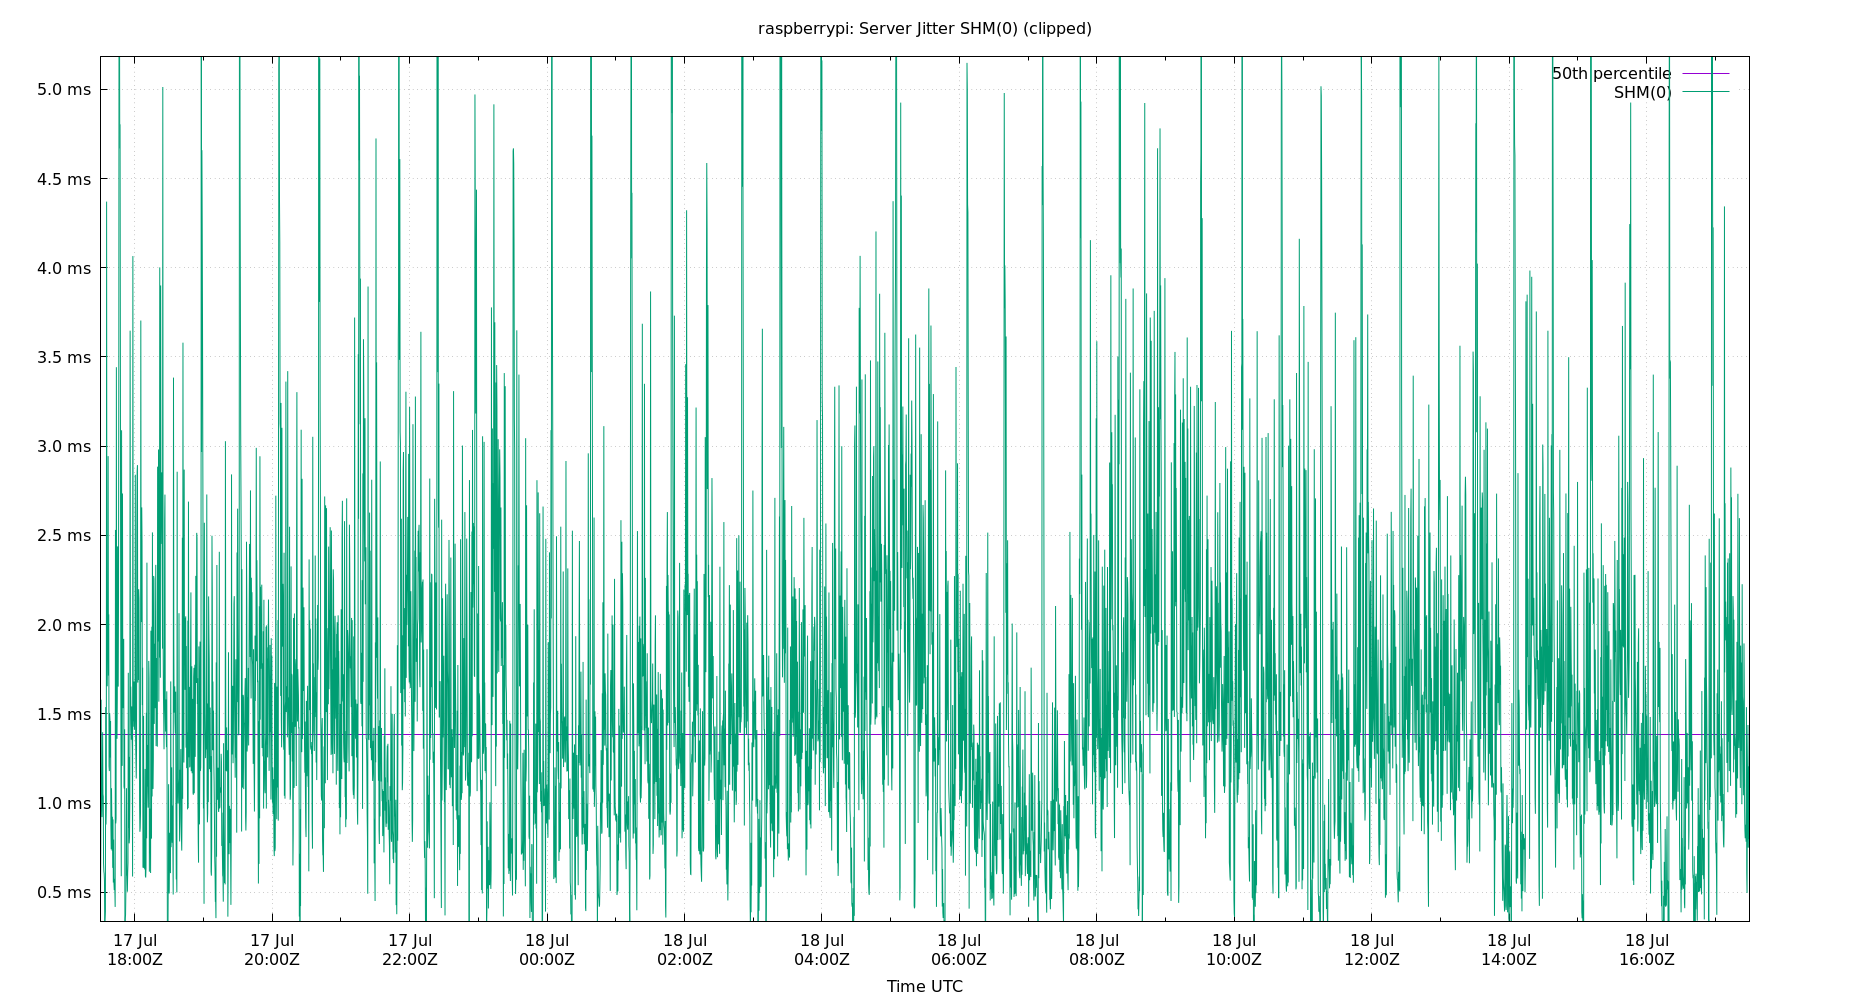 raspberrypi: Server Jitter SHM(0) (clipped)
50th percentile
SHM(0)
5.0 ms
4.5 ms
4.0 ms
3.5 ms
3.0 ms
2.5 ms
2.0 ms
1.5 ms
1.0 ms
0.5 ms
17 Jul 17 Jul 17 Jul 18 Jul 18 Jul 18 Jul 18 Jul 18 Jul 18 Jul 18 Jul 18 Jul 18 Jul
18:00Z 20:00Z 22:00Z 00:00Z 02:00Z 04:00Z 06:00Z 08:00Z 10:00Z 12:00Z 14:00Z 16:00Z
Time UTC